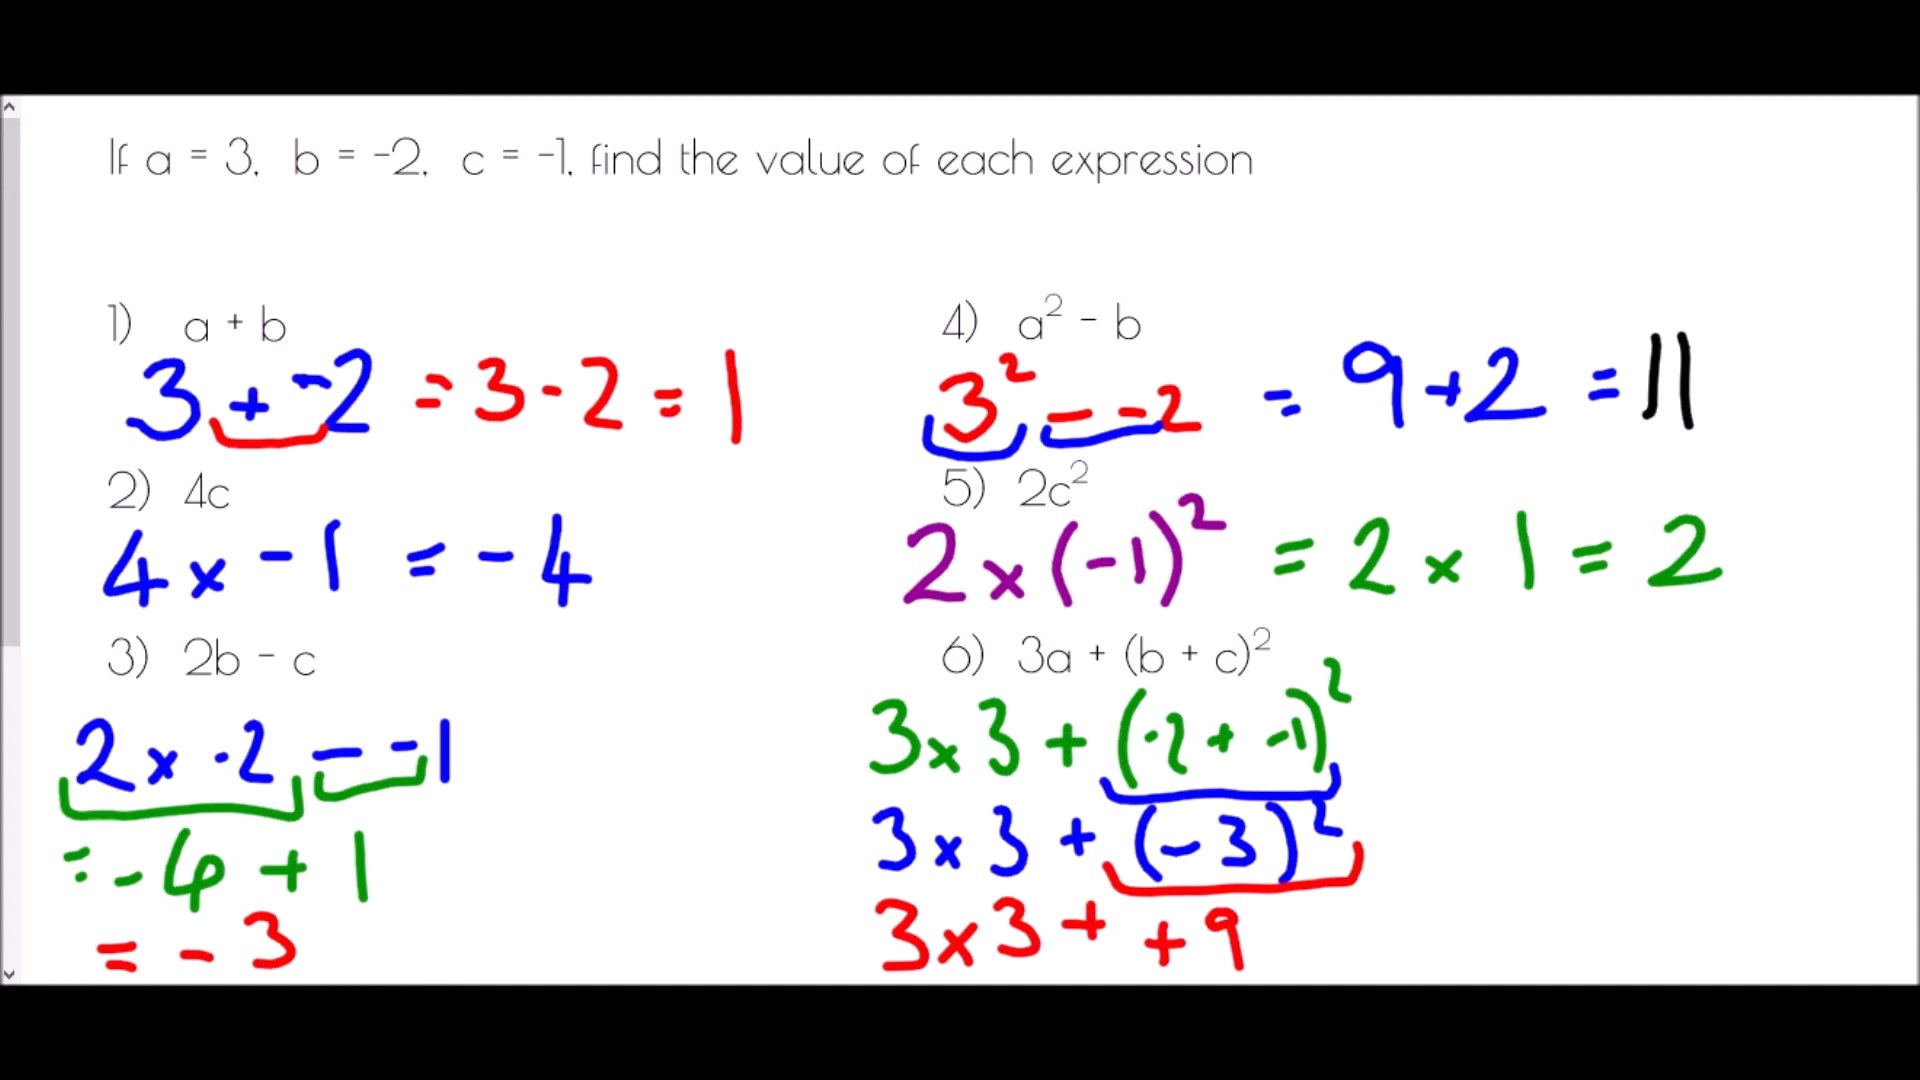 If a = 3, b = -2, c = -1, find the value of each expression
1) a + b
3 + -2 = 3 - 2 = 1
2) 4c
4 x -1 = -4
3) 2b - c
2 x -2 - -1
= -4 + 1
= -3
4) a² - b
3² - -2 = 9 + 2 = 11
5) 2c²
2 x (-1)² = 2 x 1 = 2
6) 3a + (b + c)²
3 x 3 + (-2 + -1)²
3 x 3 + (-3)²
3 x 3 + +9